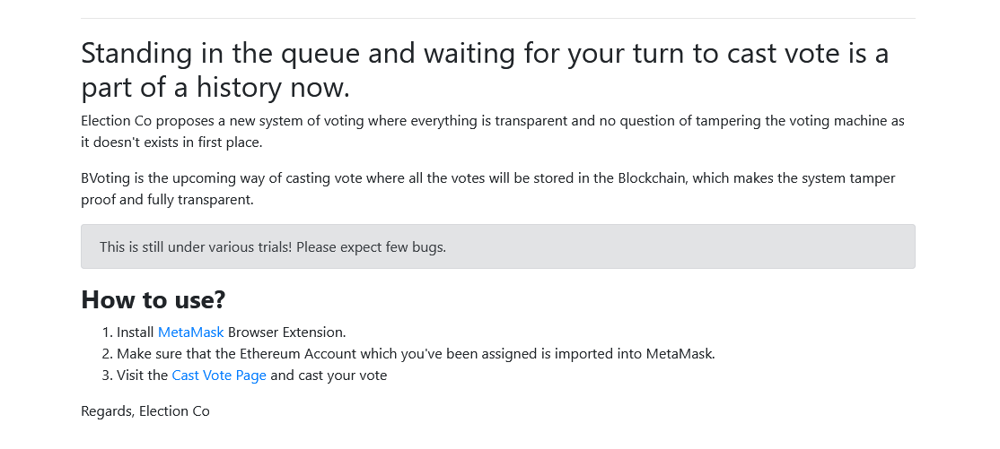 Standing in the queue and waiting for your turn to cast vote is a
part of a history now.
Election Co proposes a new system of voting where everything is transparent and no question of tampering the voting machine as
it doesn't exists in first place.
BVoting is the upcoming way of casting vote where all the votes will be stored in the Blockchain, which makes the system tamper
proof and fully transparent.
This is still under various trials! Please expect few bugs.
How to use?
1. Install MetaMask Browser Extension.
2. Make sure that the Ethereum Account which you've been assigned is imported into MetaMask.
3. Visit the Cast Vote Page and cast your vote
Regards, Election Co